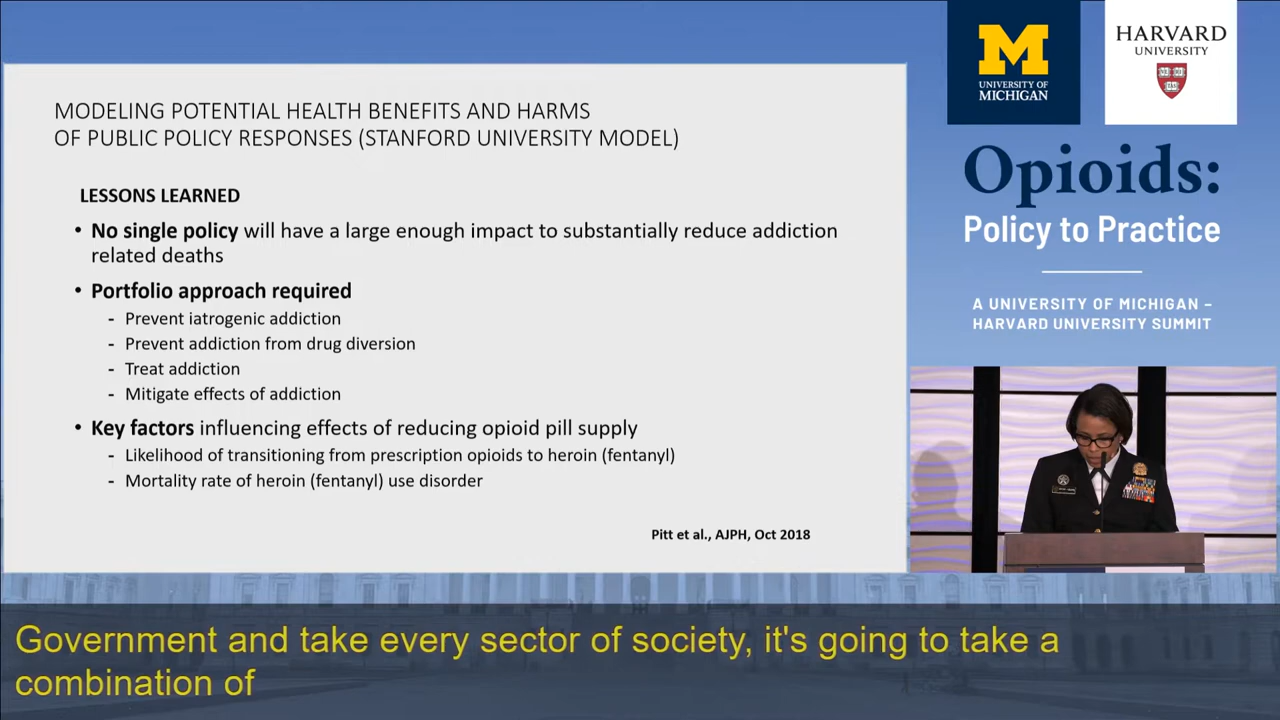 MODELING POTENTIAL HEALTH BENEFITS AND HARMS
OF PUBLIC POLICY RESPONSES (STANFORD UNIVERSITY MODEL)
LESSONS LEARNED
• No single policy will have a large enough impact to substantially reduce addiction
related deaths
• Portfolio approach required
- Prevent iatrogenic addiction
- Prevent addiction from drug diversion
- Treat addiction
- Mitigate effects of addiction
• Key factors influencing effects of reducing opioid pill supply
- Likelihood of transitioning from prescription opioids to heroin (fentanyl)
- Mortality rate of heroin (fentanyl) use disorder
Pitt et al., AJPH, Oct 2018
M
UNIVERSITY OF
MICHIGAN
HARVARD
UNIVERSITY
Opioids:
Policy to Practice
A UNIVERSITY OF MICHIGAN –
HARVARD UNIVERSITY SUMMIT
Government and take every sector of society, it's going to take a
combination of